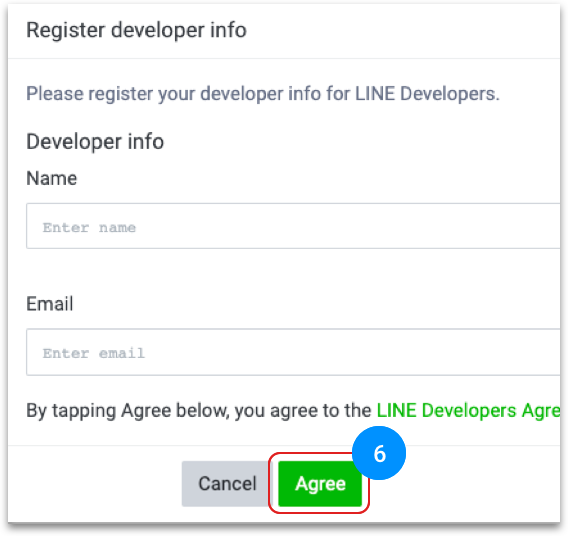 Register developer info
Please register your developer info for LINE Developers.
Developer info
Name
Enter name
Email
Enter email
By tapping Agree below, you agree to the LINE Developers Agre
6
Cancel Agree